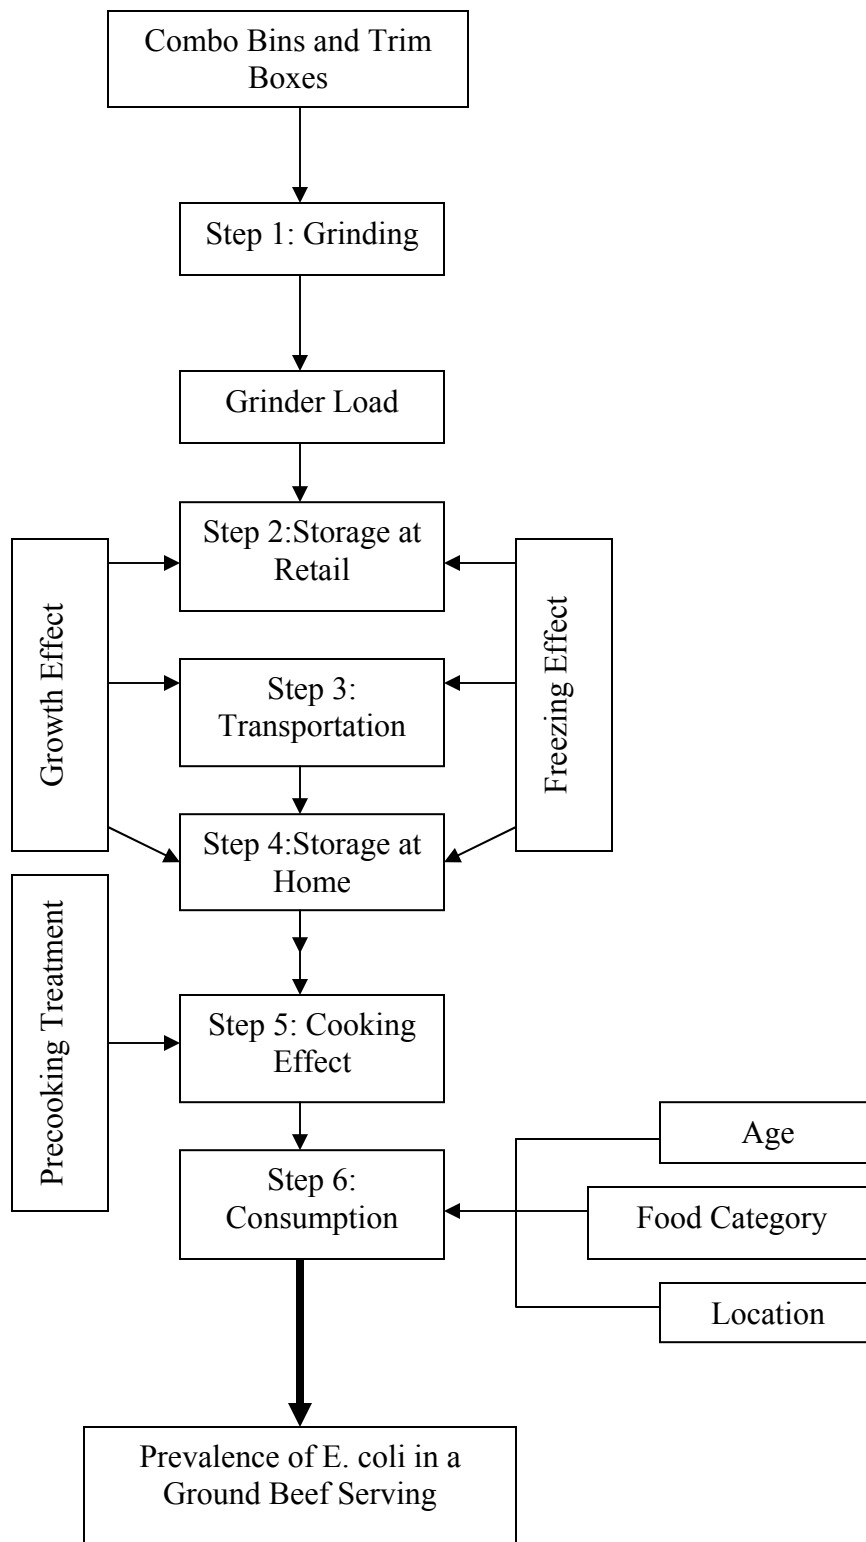 Combo Bins and Trim
Boxes
Step 1: Grinding
Grinder Load
Step 2:Storage at
Retail
Growth Effect
Freezing Effect
Step 3:
Transportation
Step 4:Storage at
Home
Precooking Treatment
Step 5: Cooking
Effect
Step 6:
Consumption
Age
Food Category
Location
Prevalence of E. coli in a
Ground Beef Serving